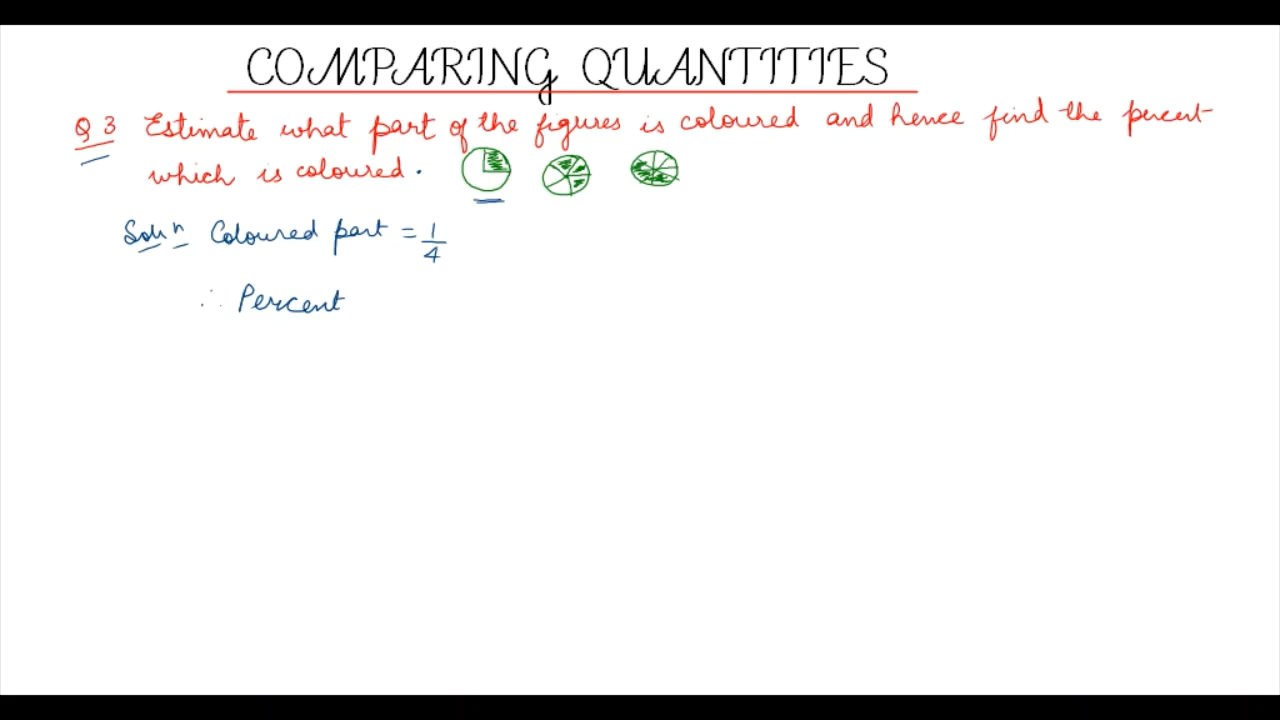 COMPARING QUANTITIES
Q 3 Estimate what part of the figures is coloured and hence find the percent
which is coloured.
Solⁿ Coloured part = 1/4
∴ Percent